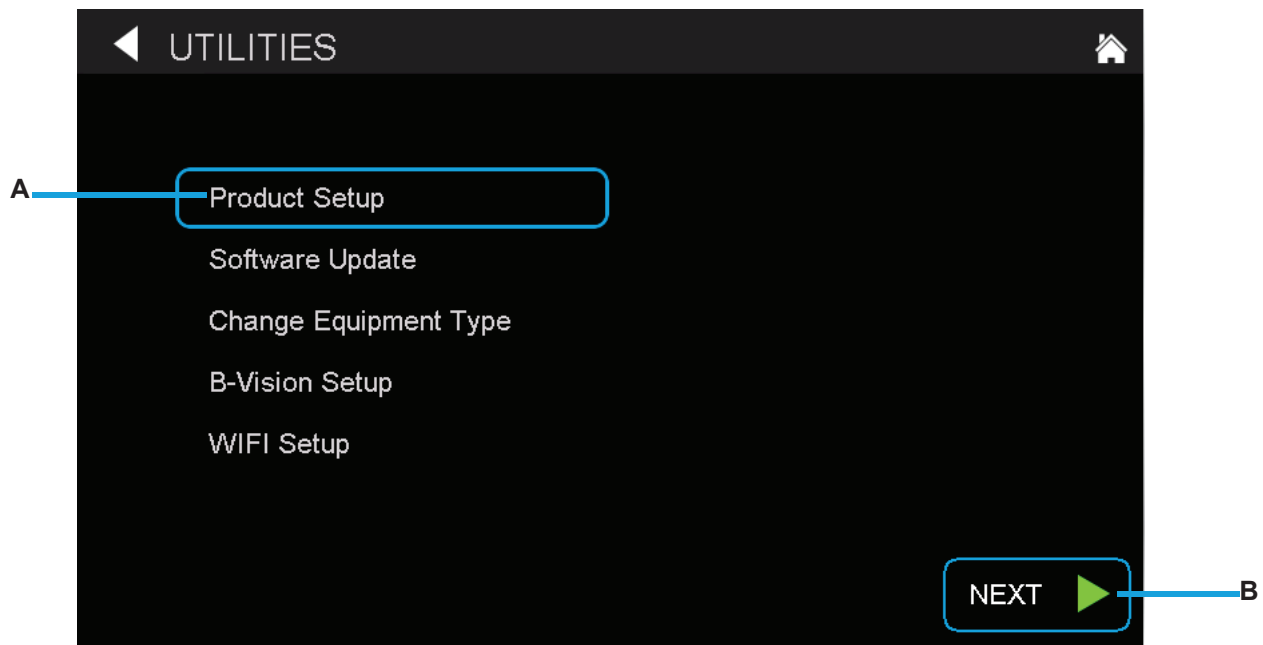 UTILITIES
A
Product Setup
Software Update
Change Equipment Type
B-Vision Setup
WIFI Setup
NEXT
B